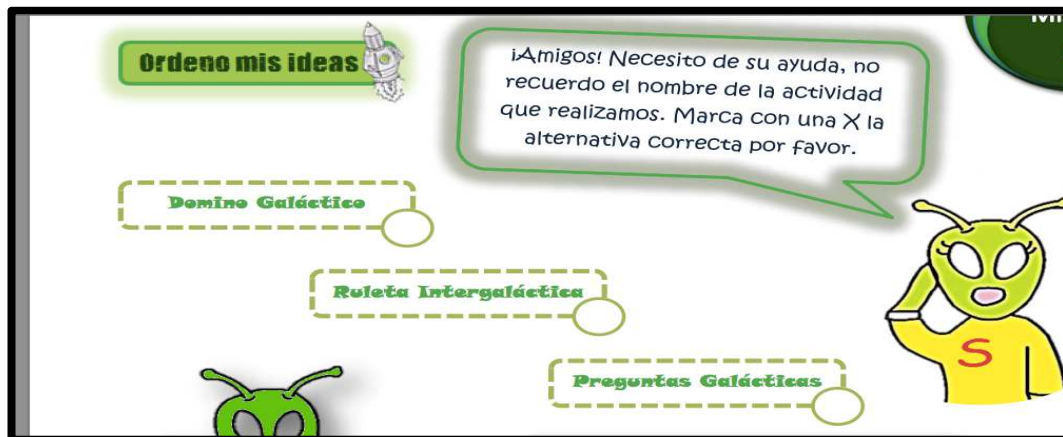 Ordeno mis ideas
¡Amigos! Necesito de su ayuda, no
recuerdo el nombre de la actividad
que realizamos. Marca con una X la
alternativa correcta por favor.
Domino Galáctico
Ruleta Intergaláctica
Preguntas Galácticas
S